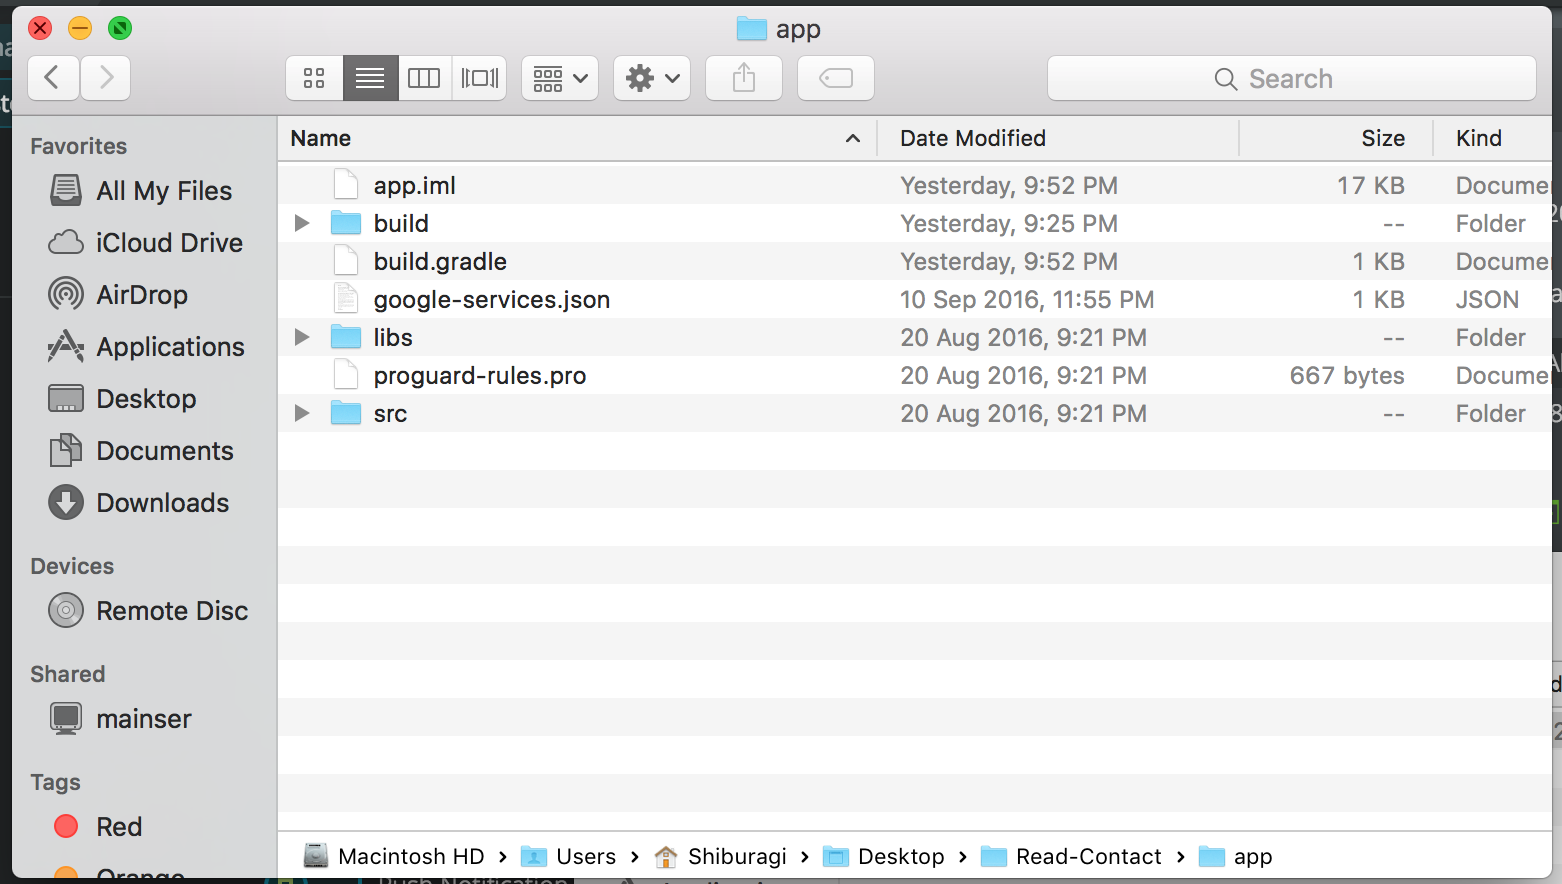 app
Search
Favorites
All My Files
iCloud Drive
AirDrop
Applications
Desktop
Documents
Downloads
Devices
Remote Disc
Shared
mainser
Tags
Red
Orange
Name Date Modified Size Kind
app.iml Yesterday, 9:52 PM 17 KB Docume
build Yesterday, 9:25 PM -- Folder
build.gradle Yesterday, 9:52 PM 1 KB Docume
google-services.json 10 Sep 2016, 11:55 PM 1 KB JSON
libs 20 Aug 2016, 9:21 PM -- Folder
proguard-rules.pro 20 Aug 2016, 9:21 PM 667 bytes Docume
src 20 Aug 2016, 9:21 PM -- Folder
Macintosh HD › Users › Shiburagi › Desktop › Read-Contact › app
Push Notification